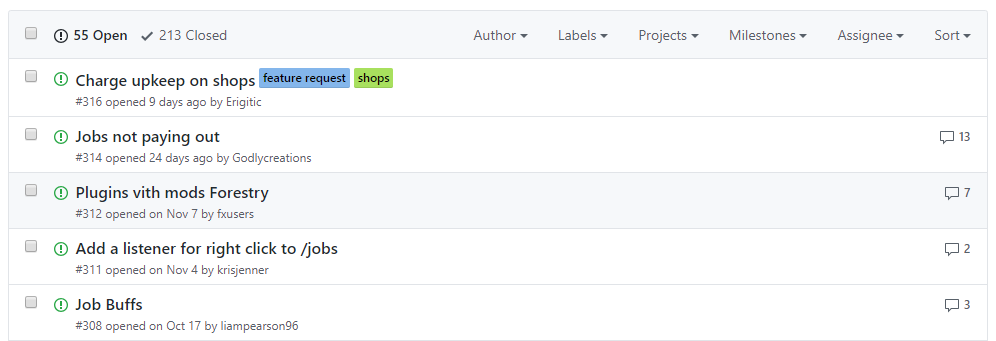 55 Open 213 Closed Author Labels Projects Milestones Assignee Sort
Charge upkeep on shops feature request shops
#316 opened 9 days ago by Erigitic
Jobs not paying out 13
#314 opened 24 days ago by Godlycreations
Plugins vith mods Forestry 7
#312 opened on Nov 7 by fxusers
Add a listener for right click to /jobs 2
#311 opened on Nov 4 by krisjenner
Job Buffs 3
#308 opened on Oct 17 by liampearson96